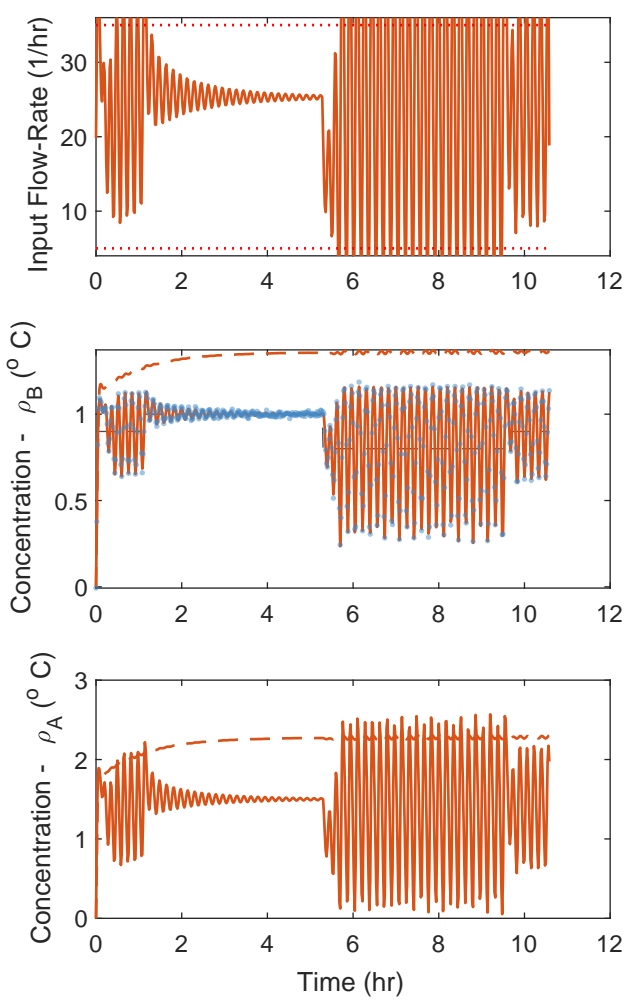 Input Flow-Rate (1/hr)
30
20
10
0 2 4 6 8 10 12
Concentration - ρ_B (° C)
1
0.5
0
0 2 4 6 8 10 12
Concentration - ρ_A (° C)
3
2
1
0
0 2 4 6 8 10 12
Time (hr)